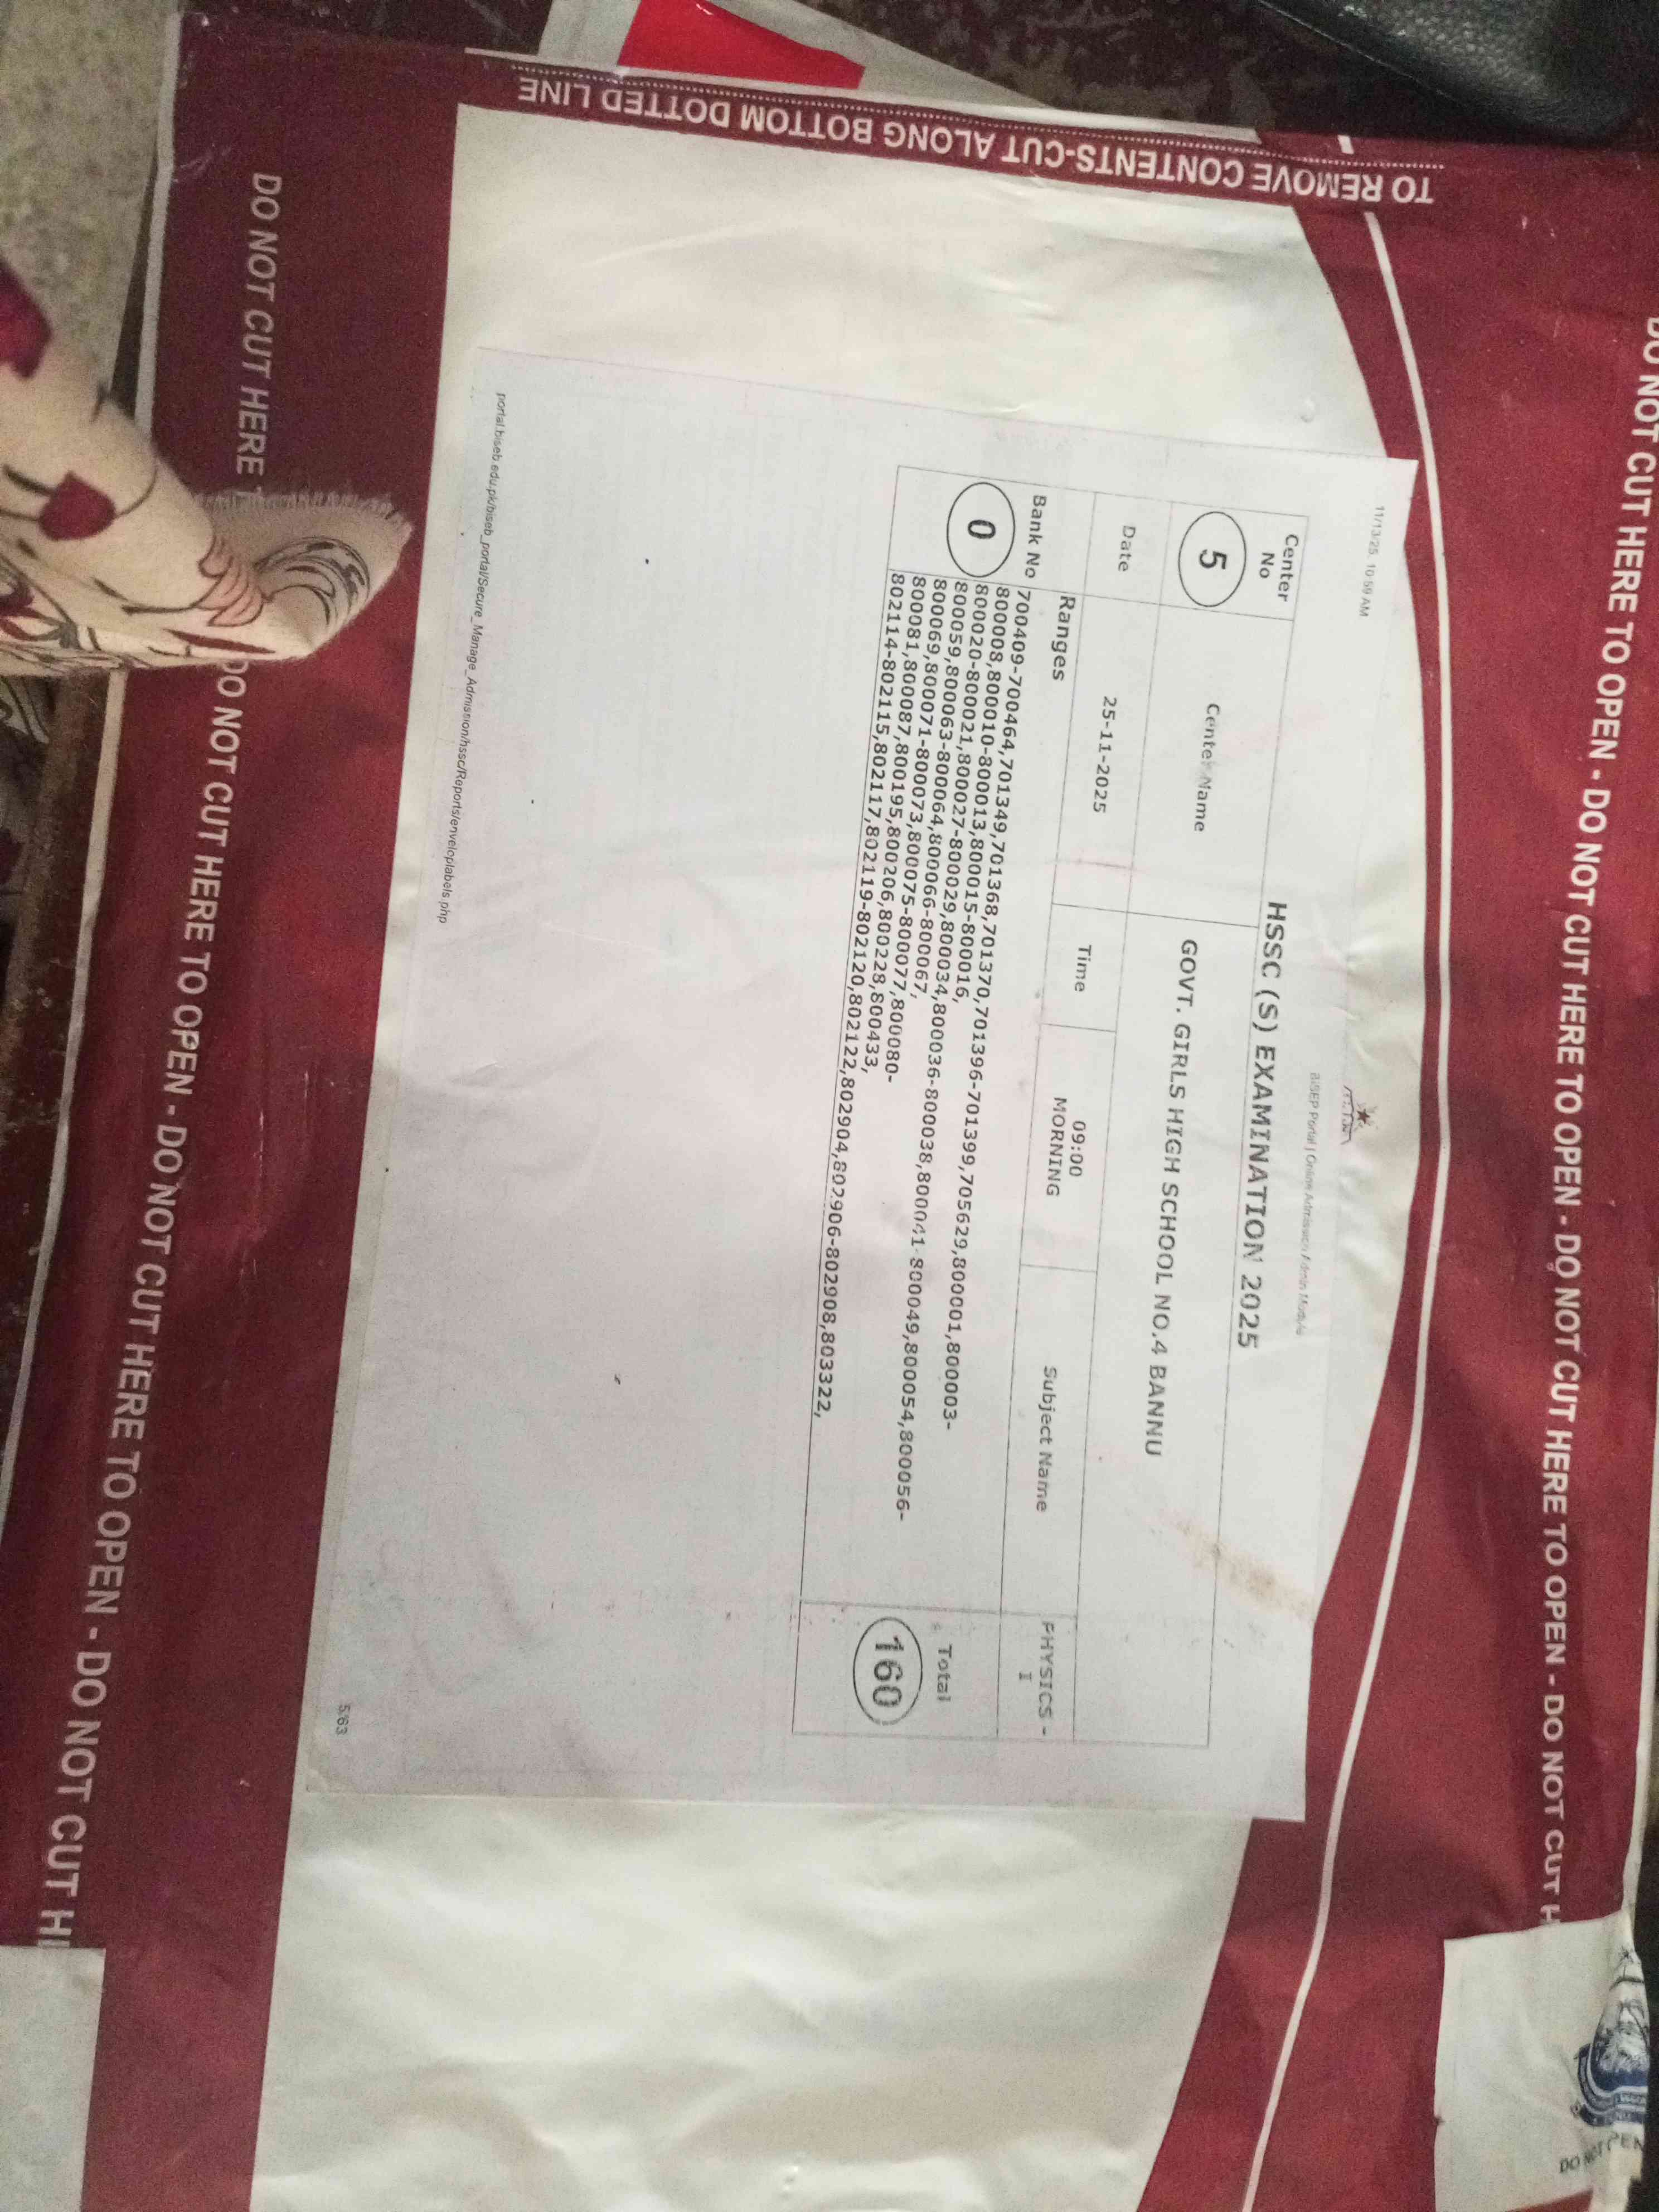 TO REMOVE CONTENTS-CUT ALONG BOTTOM DOTTED LINE
DO NOT CUT HERE TO OPEN - DO NOT CUT HERE TO OPEN - DO NOT CUT HERE TO OPEN - DO NOT CUT
11/13/25, 10:59 AM
BISEP Portal | Online Admission Admin Module
HSSC (S) EXAMINATION 2025
Center No
Center Name
GOVT. GIRLS HIGH SCHOOL NO.4 BANNU
5
Date
25-11-2025
Time
09:00 MORNING
Subject Name
PHYSICS - I
Bank No
Ranges
Total
0
700409-700464,701349,701368,701370,701396-701399,705629,800001,800003-
800008,800010-800013,800015-800016,
800020-800021,800027-800029,800034,800036-800038,800041-800049,800054,800056-
800059,800063-800064,800066-800067,
800069,800071-800073,800075-800077,800080-
800081,800087,800195,800206,800228,800433,
802114-802115,802117,802119-802120,802122,802904,802906-802908,803322,
160
portal.biseb.edu.pk/biseb_portal/Secure_Manage_Admission/hssc/Reports/enveloplabels.php
5/63
DO NOT CUT HERE
DO NOT CUT HERE TO OPEN - DO NOT CUT HERE TO OPEN - DO NOT CUT